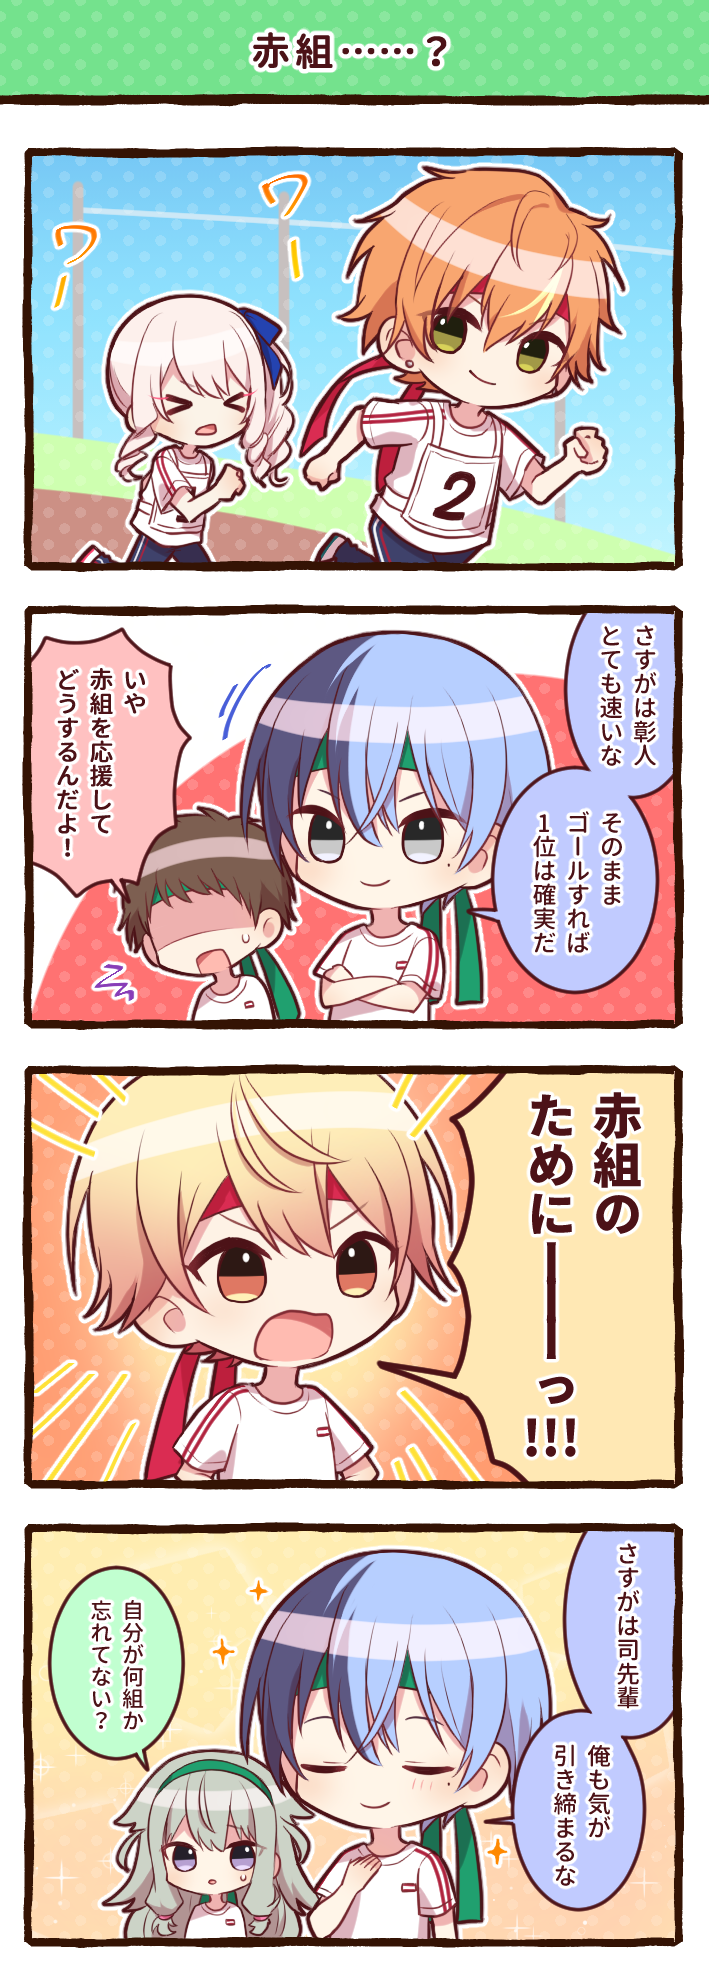 赤組……？
ワー
ワー
2
さすがは彰人
とても速いな
そのまま
ゴールすれば
1位は確実だ
いや
赤組を応援して
どうするんだよ！
赤組の
ためにーーーっ
!!!
さすがは司先輩
俺も気が
引き締まるな
自分が何組か
忘れてない？